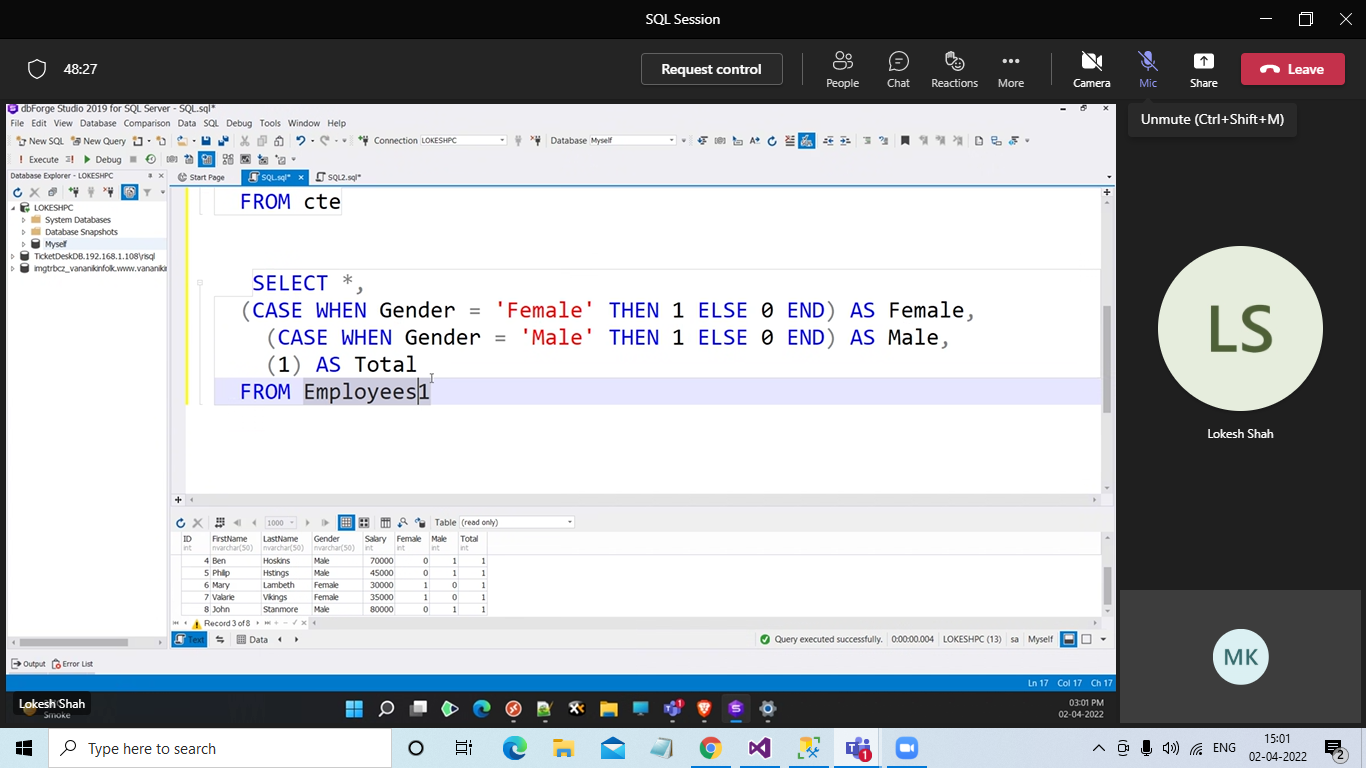 SQL Session
48:27
Request control
People
Chat
Reactions
More
Camera
Mic
Share
Leave
Unmute (Ctrl+Shift+M)
dbForge Studio 2019 for SQL Server - SQL.sql*
File Edit View Database Comparison Data SQL Debug Tools Window Help
New SQL New Query Connection LOKESHPC Database Myself
Execute Debug
Database Explorer - LOKESHPC
Start Page SQL.sql* SQL2.sql*
LOKESHPC
System Databases
Database Snapshots
Myself
TicketDeskDB.192.168.1.108\risql
imgtrbcz_vananikinfolk.www.vananikin
FROM cte
SELECT *,
(CASE WHEN Gender = 'Female' THEN 1 ELSE 0 END) AS Female,
(CASE WHEN Gender = 'Male' THEN 1 ELSE 0 END) AS Male,
(1) AS Total
FROM Employees1
1000 Table (read only)
ID FirstName LastName Gender Salary Female Male Total
int nvarchar(50) nvarchar(50) nvarchar(50) int int int int
4 Ben Hoskins Male 70000 0 1 1
5 Philip Hstings Male 45000 0 1 1
6 Mary Lambeth Female 30000 1 0 1
7 Valarie Vikings Female 35000 1 0 1
8 John Stanmore Male 80000 0 1 1
Record 3 of 8
Text Data
Query executed successfully. 0:00:00.004 LOKESHPC (13) sa Myself
Output Error List
Ln 17 Col 17 Ch 17
Lokesh Shah
Smoke
03:01 PM
02-04-2022
LS
Lokesh Shah
MK
Type here to search
1
ENG
15:01
02-04-2022
2